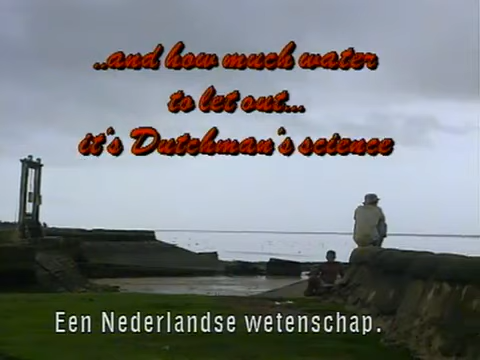 ..and how much water
to let out...
it's Dutchman's science
Een Nederlandse wetenschap.